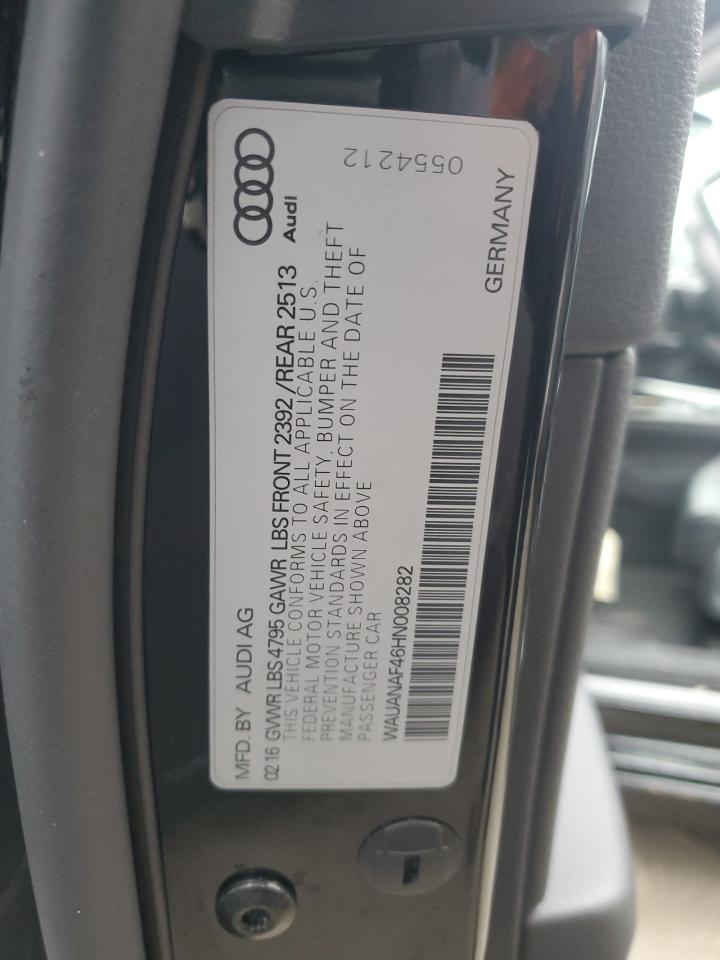 MFD. BY AUDI AG
Audi
02 16 GVWR LBS 4795 GAWR LBS FRONT 2392 / REAR 2513
THIS VEHICLE CONFORMS TO ALL APPLICABLE U.S.
FEDERAL MOTOR VEHICLE SAFETY, BUMPER AND THEFT
PREVENTION STANDARDS IN EFFECT ON THE DATE OF
MANUFACTURE SHOWN ABOVE
PASSENGER CAR
WAUANAF46HN008282
0554212
GERMANY